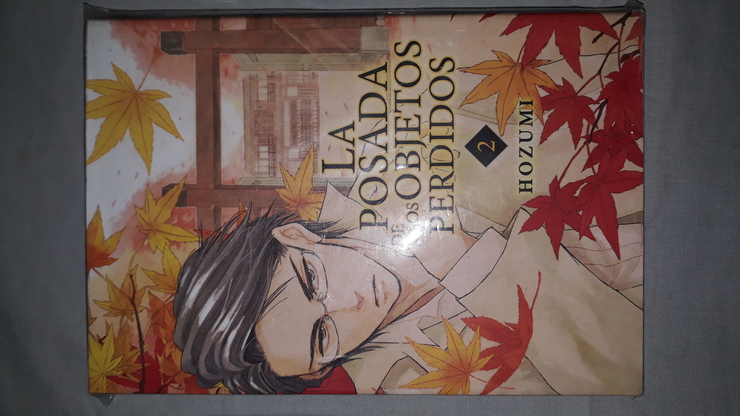 LA
POSADA
DE
LOS OBJETOS
PERDIDOS
2
HOZUMI